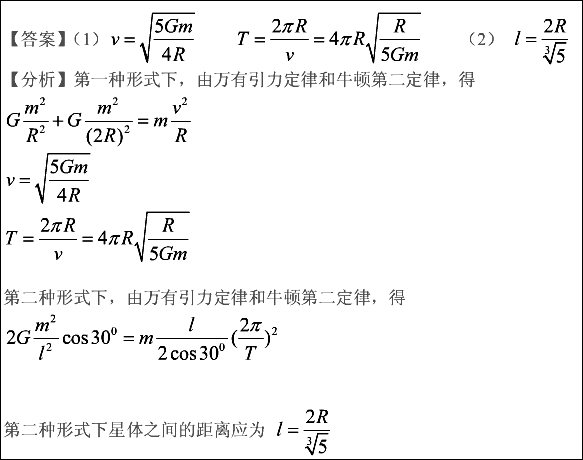 【答案】（1） $v=\sqrt{\frac{5Gm}{4R}}$ $T=\frac{2\pi R}{v}=4\pi R\sqrt{\frac{R}{5Gm}}$ （2） $l=\frac{2R}{\sqrt[3]{5}}$
【分析】第一种形式下，由万有引力定律和牛顿第二定律，得
$G\frac{m^2}{R^2}+G\frac{m^2}{(2R)^2}=m\frac{v^2}{R}$
$v=\sqrt{\frac{5Gm}{4R}}$
$T=\frac{2\pi R}{v}=4\pi R\sqrt{\frac{R}{5Gm}}$
第二种形式下，由万有引力定律和牛顿第二定律，得
$2G\frac{m^2}{l^2}\cos 30^0=m\frac{l}{2\cos 30^0}(\frac{2\pi}{T})^2$
第二种形式下星体之间的距离应为 $l=\frac{2R}{\sqrt[3]{5}}$